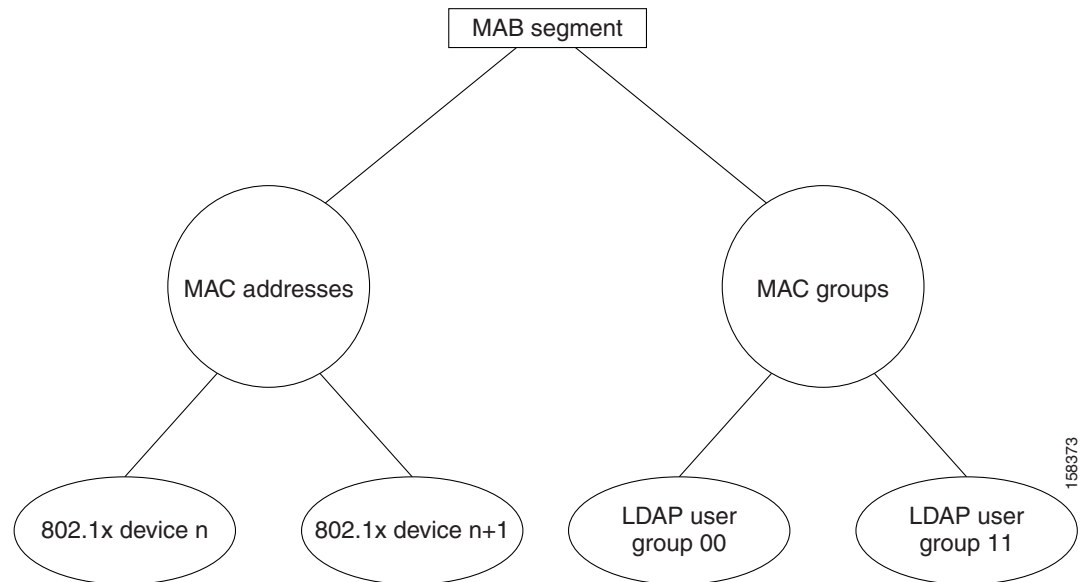 MAB segment
MAC addresses
MAC groups
802.1x device n
802.1x device n+1
LDAP user
group 00
LDAP user
group 11
158373